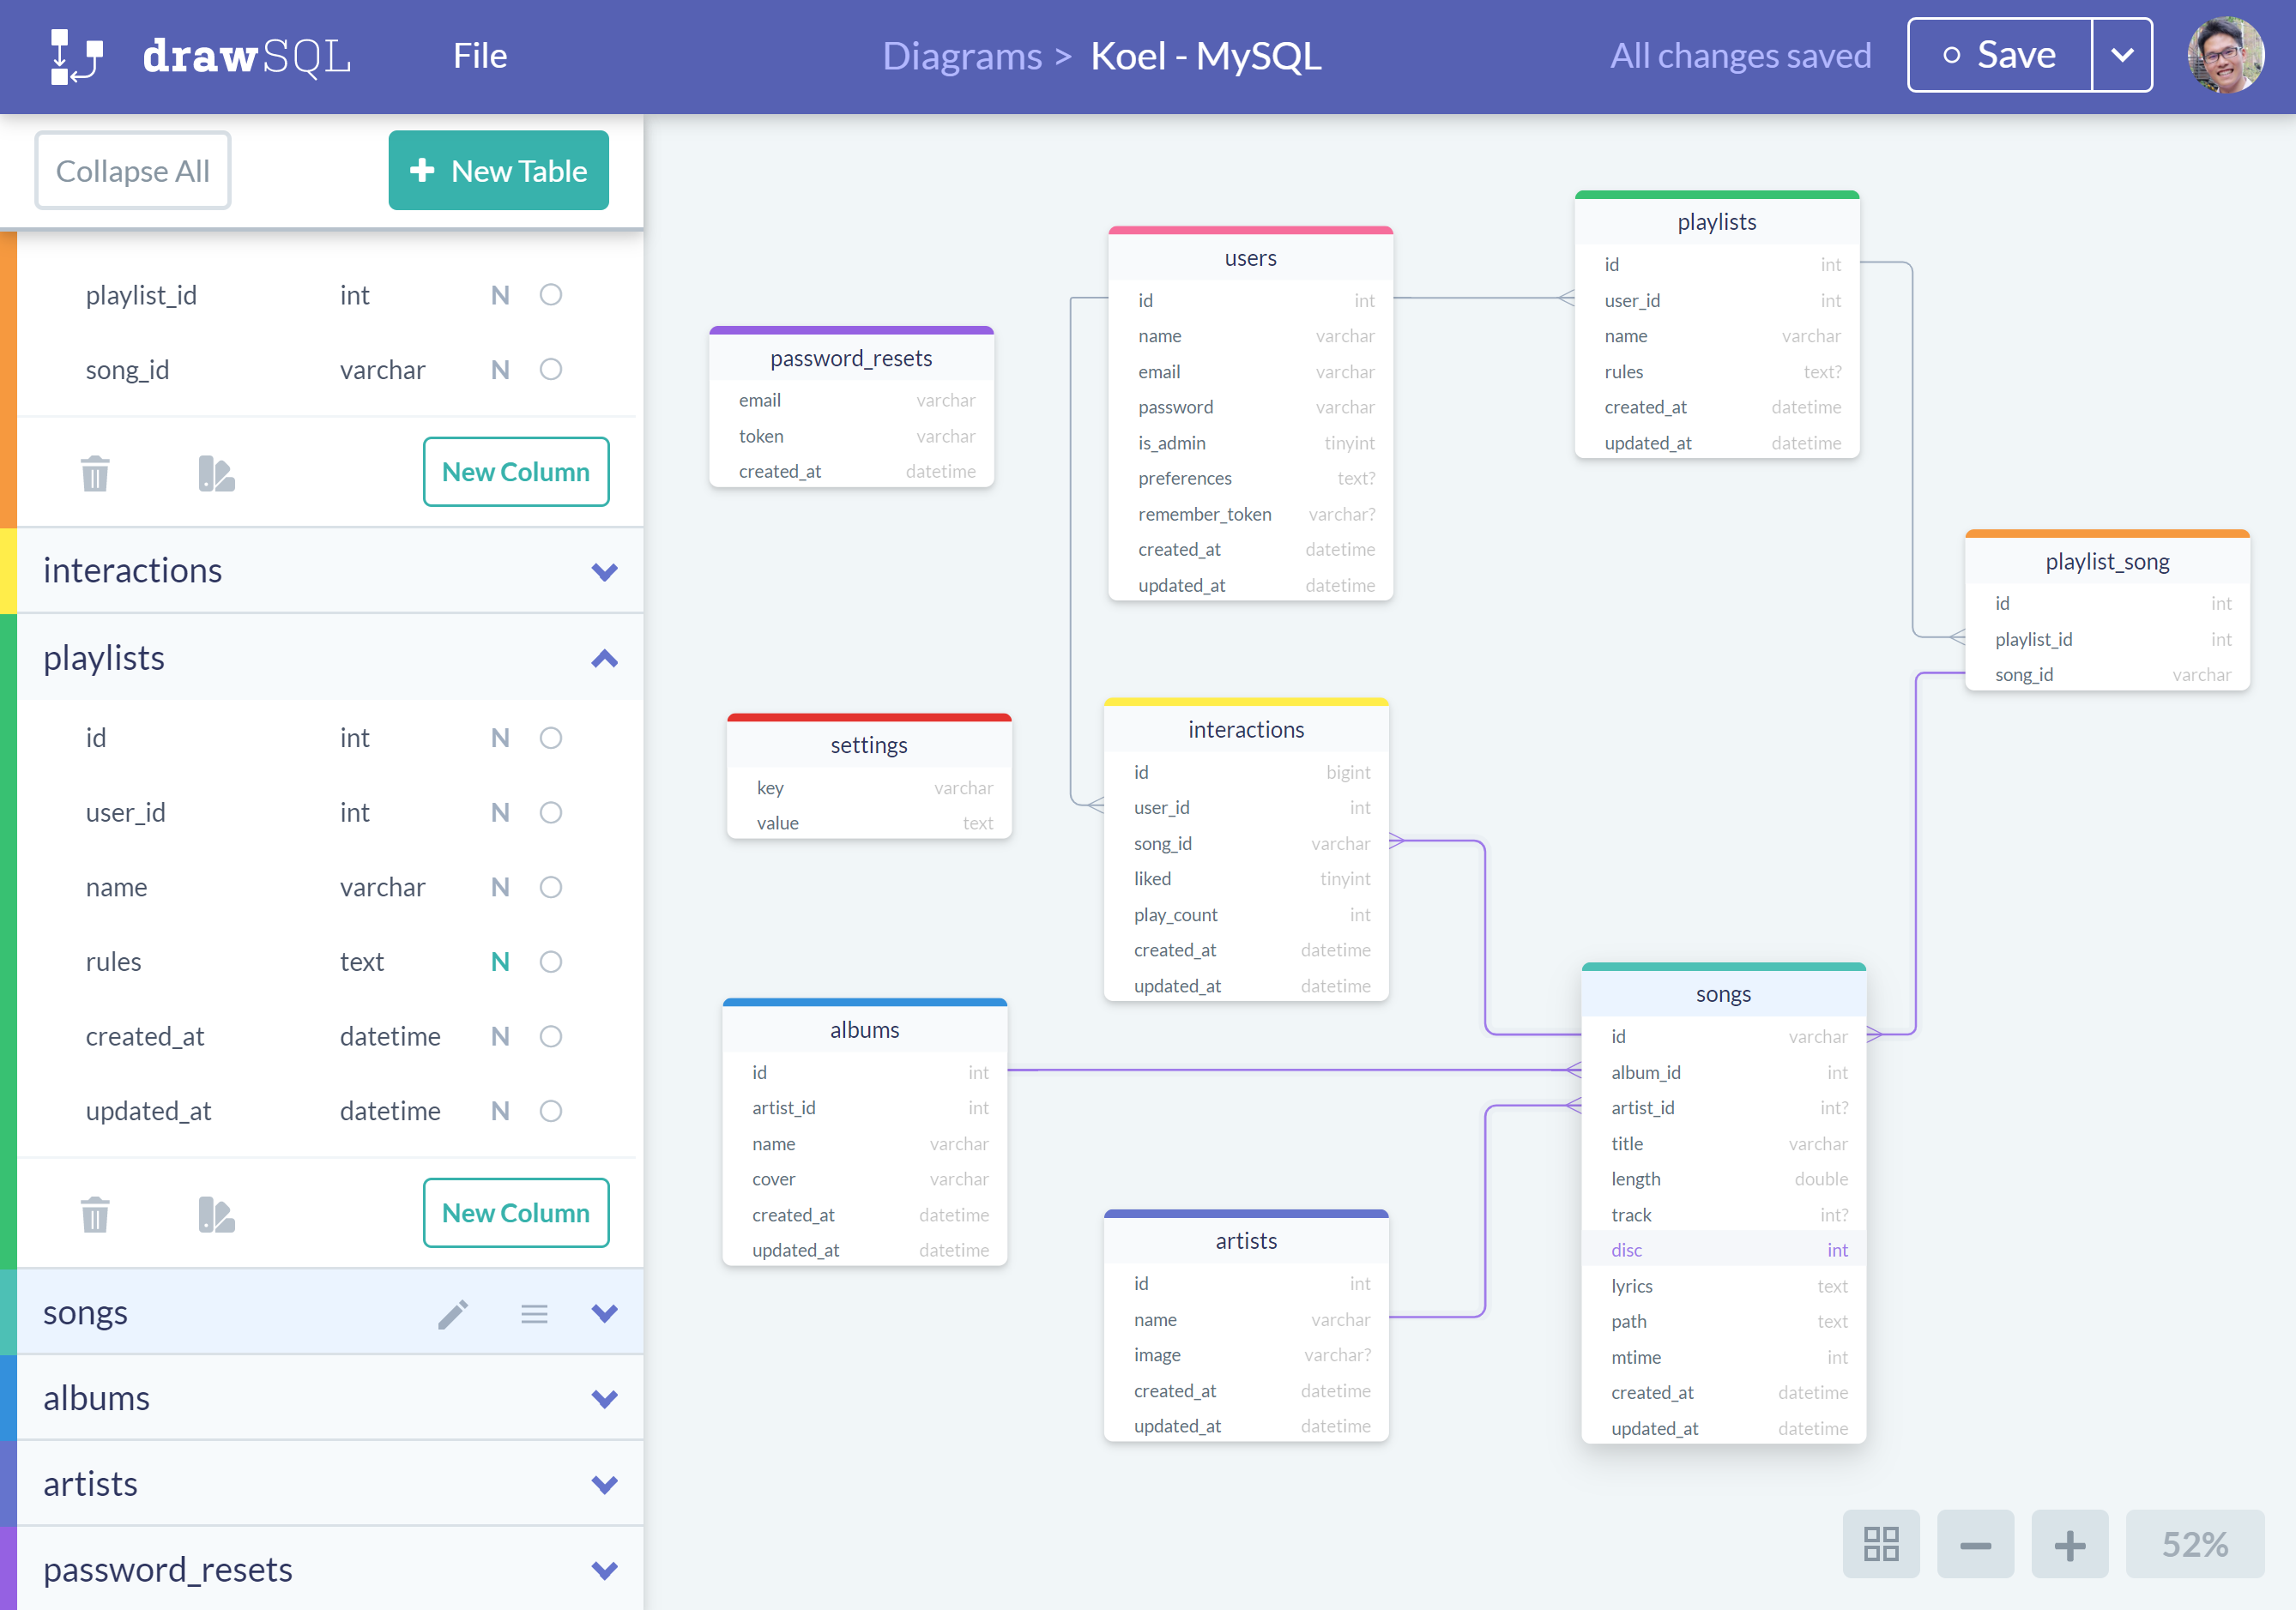 drawSQL
File
Diagrams > Koel - MySQL
All changes saved
Save
Collapse All
New Table
playlist_id int N
song_id varchar N
New Column
interactions
playlists
id int N
user_id int N
name varchar N
rules text N
created_at datetime N
updated_at datetime N
New Column
songs
albums
artists
password_resets
password_resets
email varchar
token varchar
created_at datetime
users
id int
name varchar
email varchar
password varchar
is_admin tinyint
preferences text?
remember_token varchar?
created_at datetime
updated_at datetime
playlists
id int
user_id int
name varchar
rules text?
created_at datetime
updated_at datetime
playlist_song
id int
playlist_id int
song_id varchar
settings
key varchar
value text
interactions
id bigint
user_id int
song_id varchar
liked tinyint
play_count int
created_at datetime
updated_at datetime
albums
id int
artist_id int
name varchar
cover varchar
created_at datetime
updated_at datetime
artists
id int
name varchar
image varchar?
created_at datetime
updated_at datetime
songs
id varchar
album_id int
artist_id int?
title varchar
length double
track int?
disc int
lyrics text
path text
mtime int
created_at datetime
updated_at datetime
52%